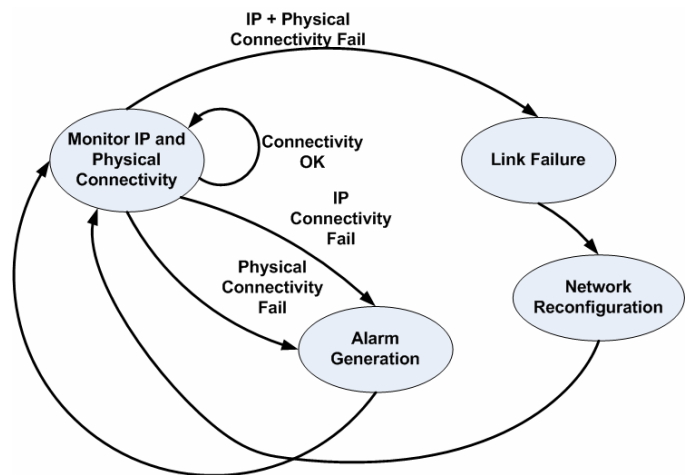 IP + Physical
Connectivity Fail
Monitor IP and
Physical
Connectivity
Connectivity
OK
Link Failure
IP
Connectivity
Fail
Physical
Connectivity
Fail
Network
Reconfiguration
Alarm
Generation